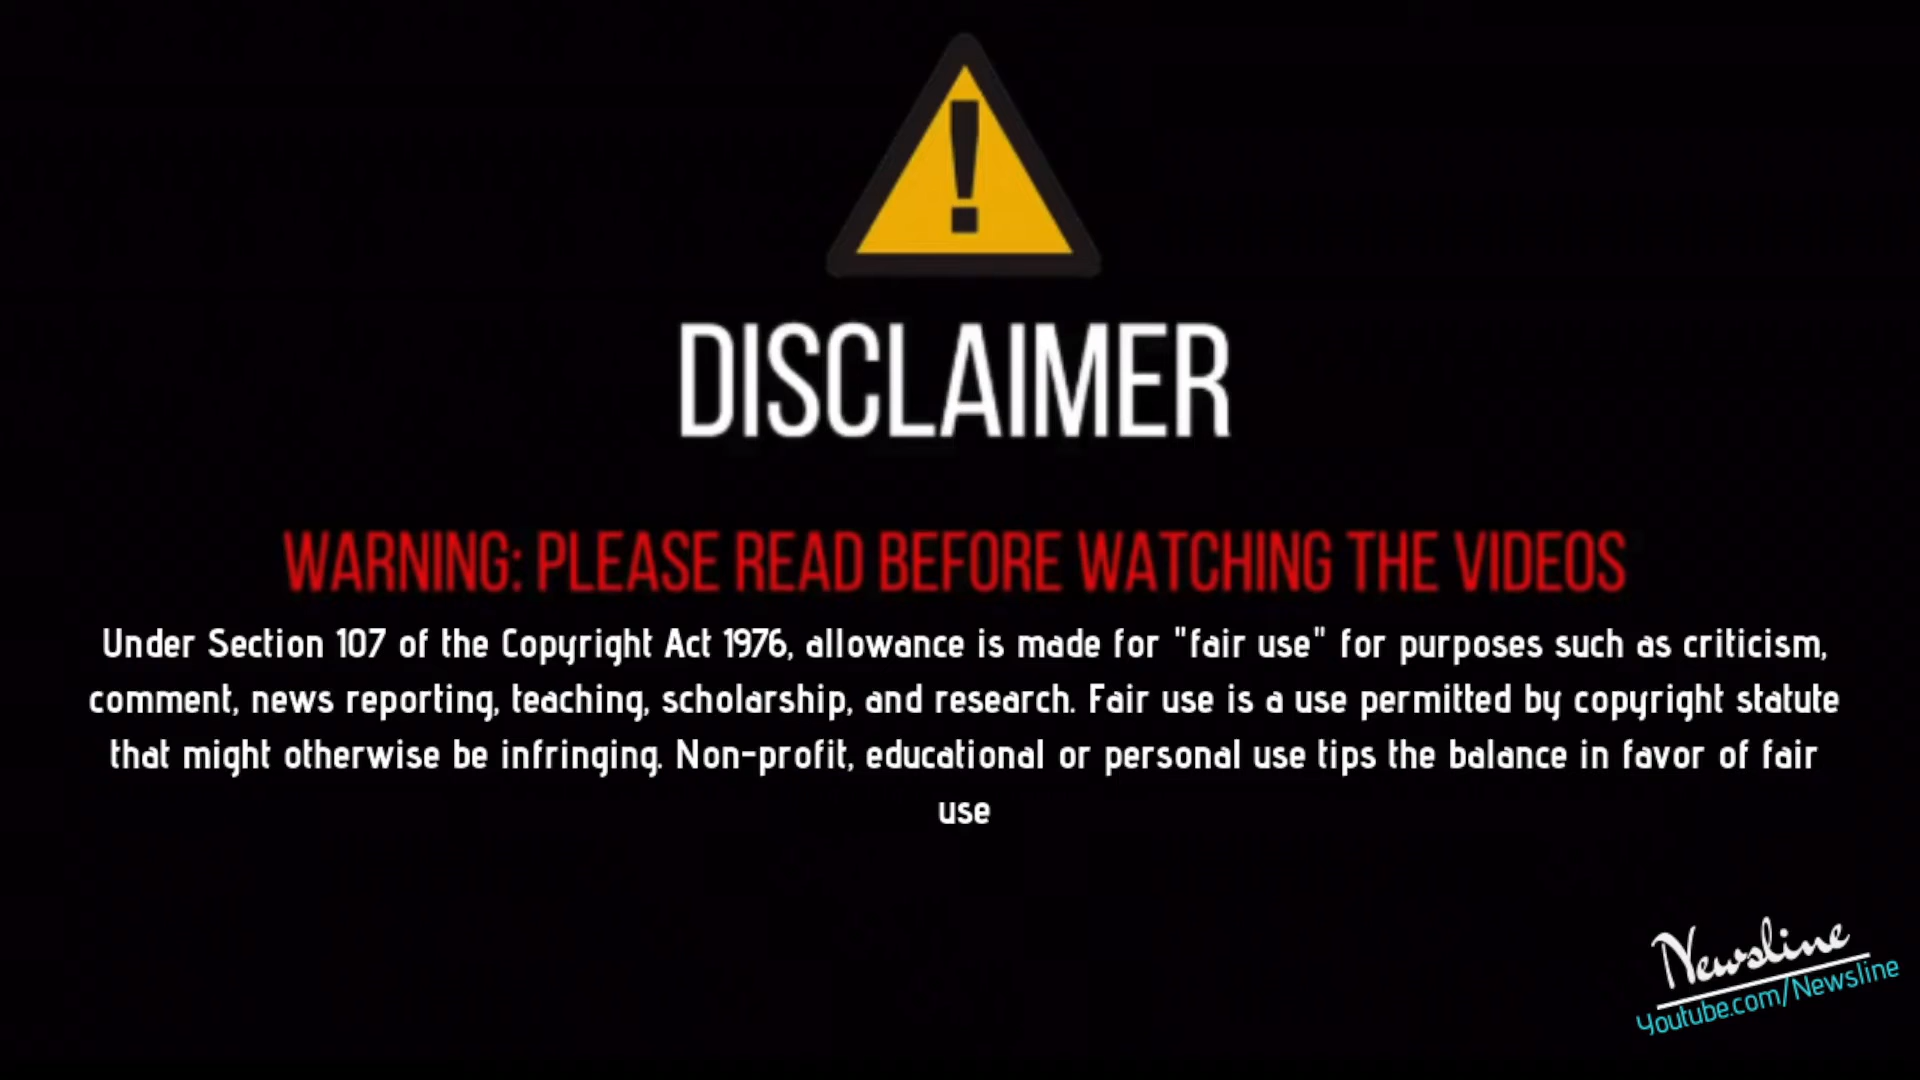 !
DISCLAIMER
WARNING: PLEASE READ BEFORE WATCHING THE VIDEOS
Under Section 107 of the Copyright Act 1976, allowance is made for "fair use" for purposes such as criticism,
comment, news reporting, teaching, scholarship, and research. Fair use is a use permitted by copyright statute
that might otherwise be infringing. Non-profit, educational or personal use tips the balance in favor of fair
use
Newsline
Youtube.com/Newsline